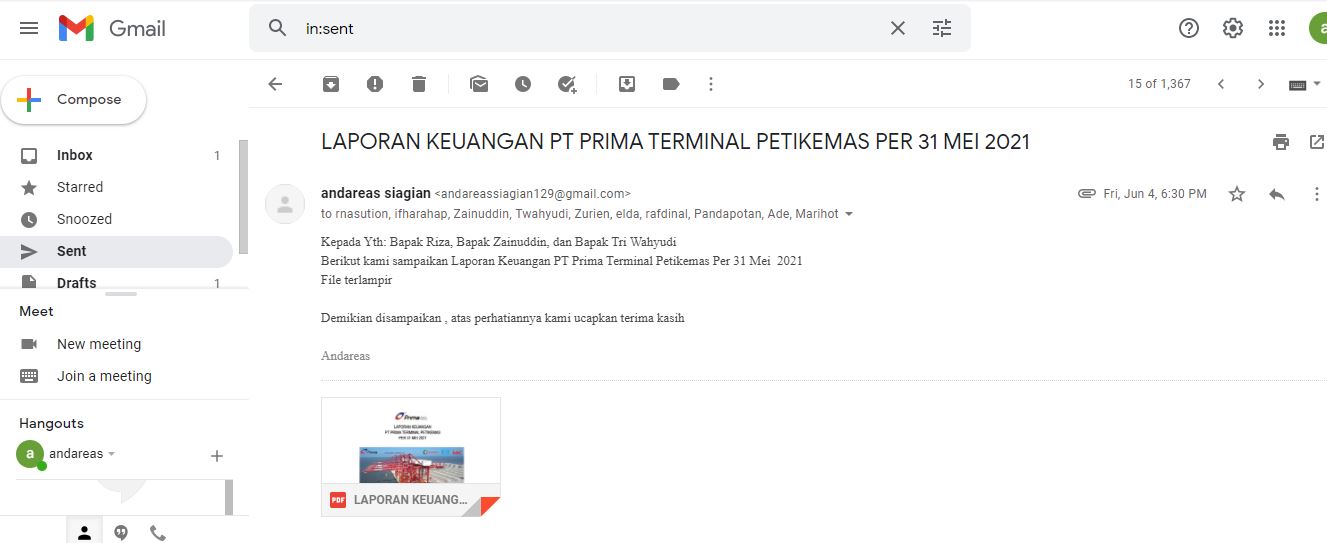 Gmail
in:sent
a
Compose
15 of 1,367
Inbox 1
Starred
Snoozed
Sent
Drafts 1
Meet
New meeting
Join a meeting
Hangouts
a andareas
LAPORAN KEUANGAN PT PRIMA TERMINAL PETIKEMAS PER 31 MEI 2021
andareas siagian <andareassiagian129@gmail.com>
Fri, Jun 4, 6:30 PM
to rnasution, ifharahap, Zainuddin, Twahyudi, Zurien, elda, rafdinal, Pandapotan, Ade, Marihot
Kepada Yth: Bapak Riza, Bapak Zainuddin, dan Bapak Tri Wahyudi
Berikut kami sampaikan Laporan Keuangan PT Prima Terminal Petikemas Per 31 Mei  2021
File terlampir
Demikian disampaikan , atas perhatiannya kami ucapkan terima kasih
Andareas
Prima
LAPORAN KEUANGAN
PT PRIMA TERMINAL PETIKEMAS
PER 31 MEI 2021
PDF LAPORAN KEUANG...